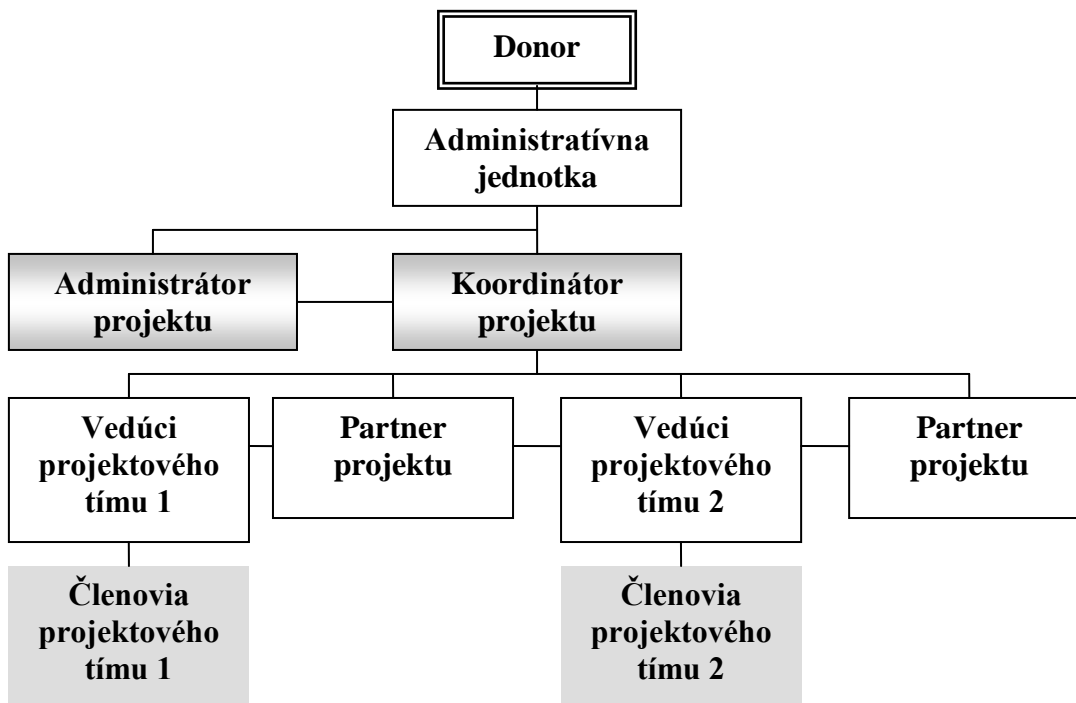 Donor
Administratívna
jednotka
Administrátor
projektu
Koordinátor
projektu
Vedúci
projektového
tímu 1
Partner
projektu
Vedúci
projektového
tímu 2
Partner
projektu
Členovia
projektového
tímu 1
Členovia
projektového
tímu 2